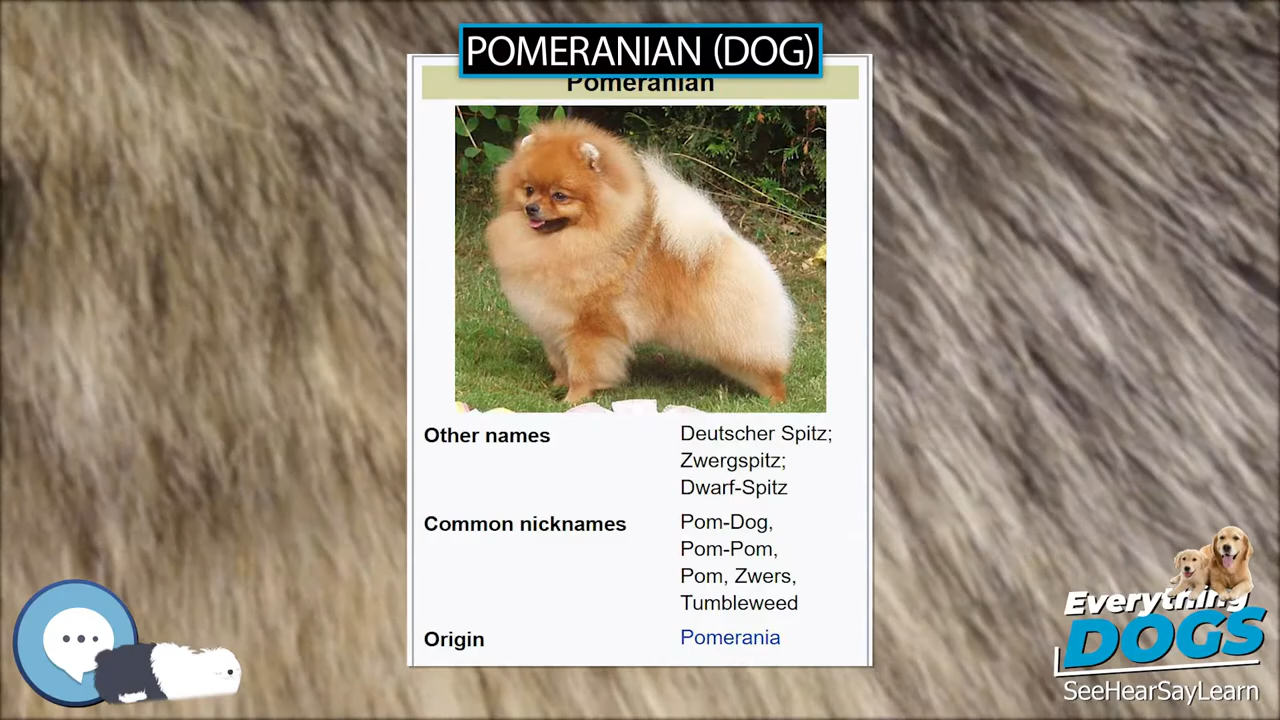 POMERANIAN (DOG)
Pomeranian
Other names
Deutscher Spitz;
Zwergspitz;
Dwarf-Spitz
Common nicknames
Pom-Dog,
Pom-Pom,
Pom, Zwers,
Tumbleweed
Origin
Pomerania
Everything
DOGS
SeeHearSayLearn